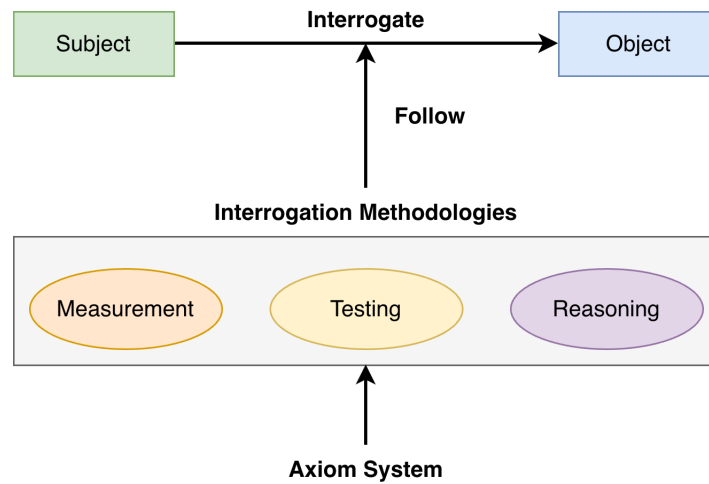 Interrogate
Subject
Object
Follow
Interrogation Methodologies
Measurement
Testing
Reasoning
Axiom System